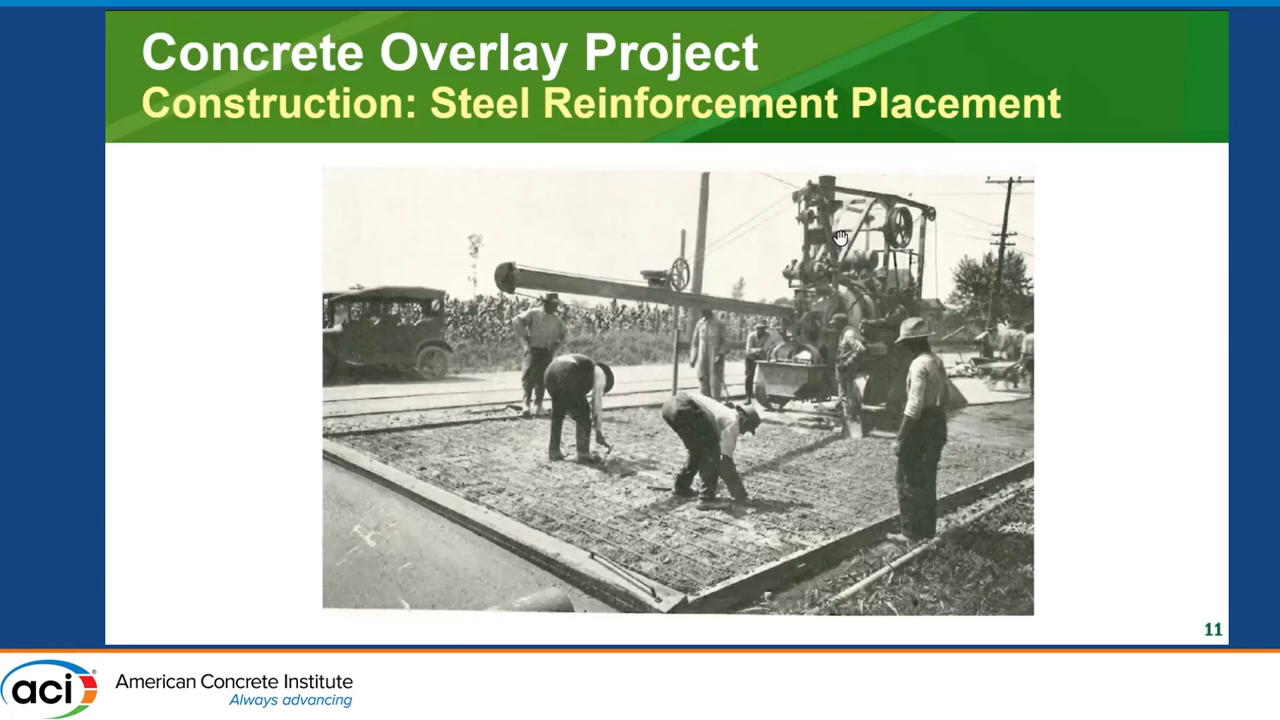 Concrete Overlay Project
Construction: Steel Reinforcement Placement
11
aci
®
American Concrete Institute
Always advancing